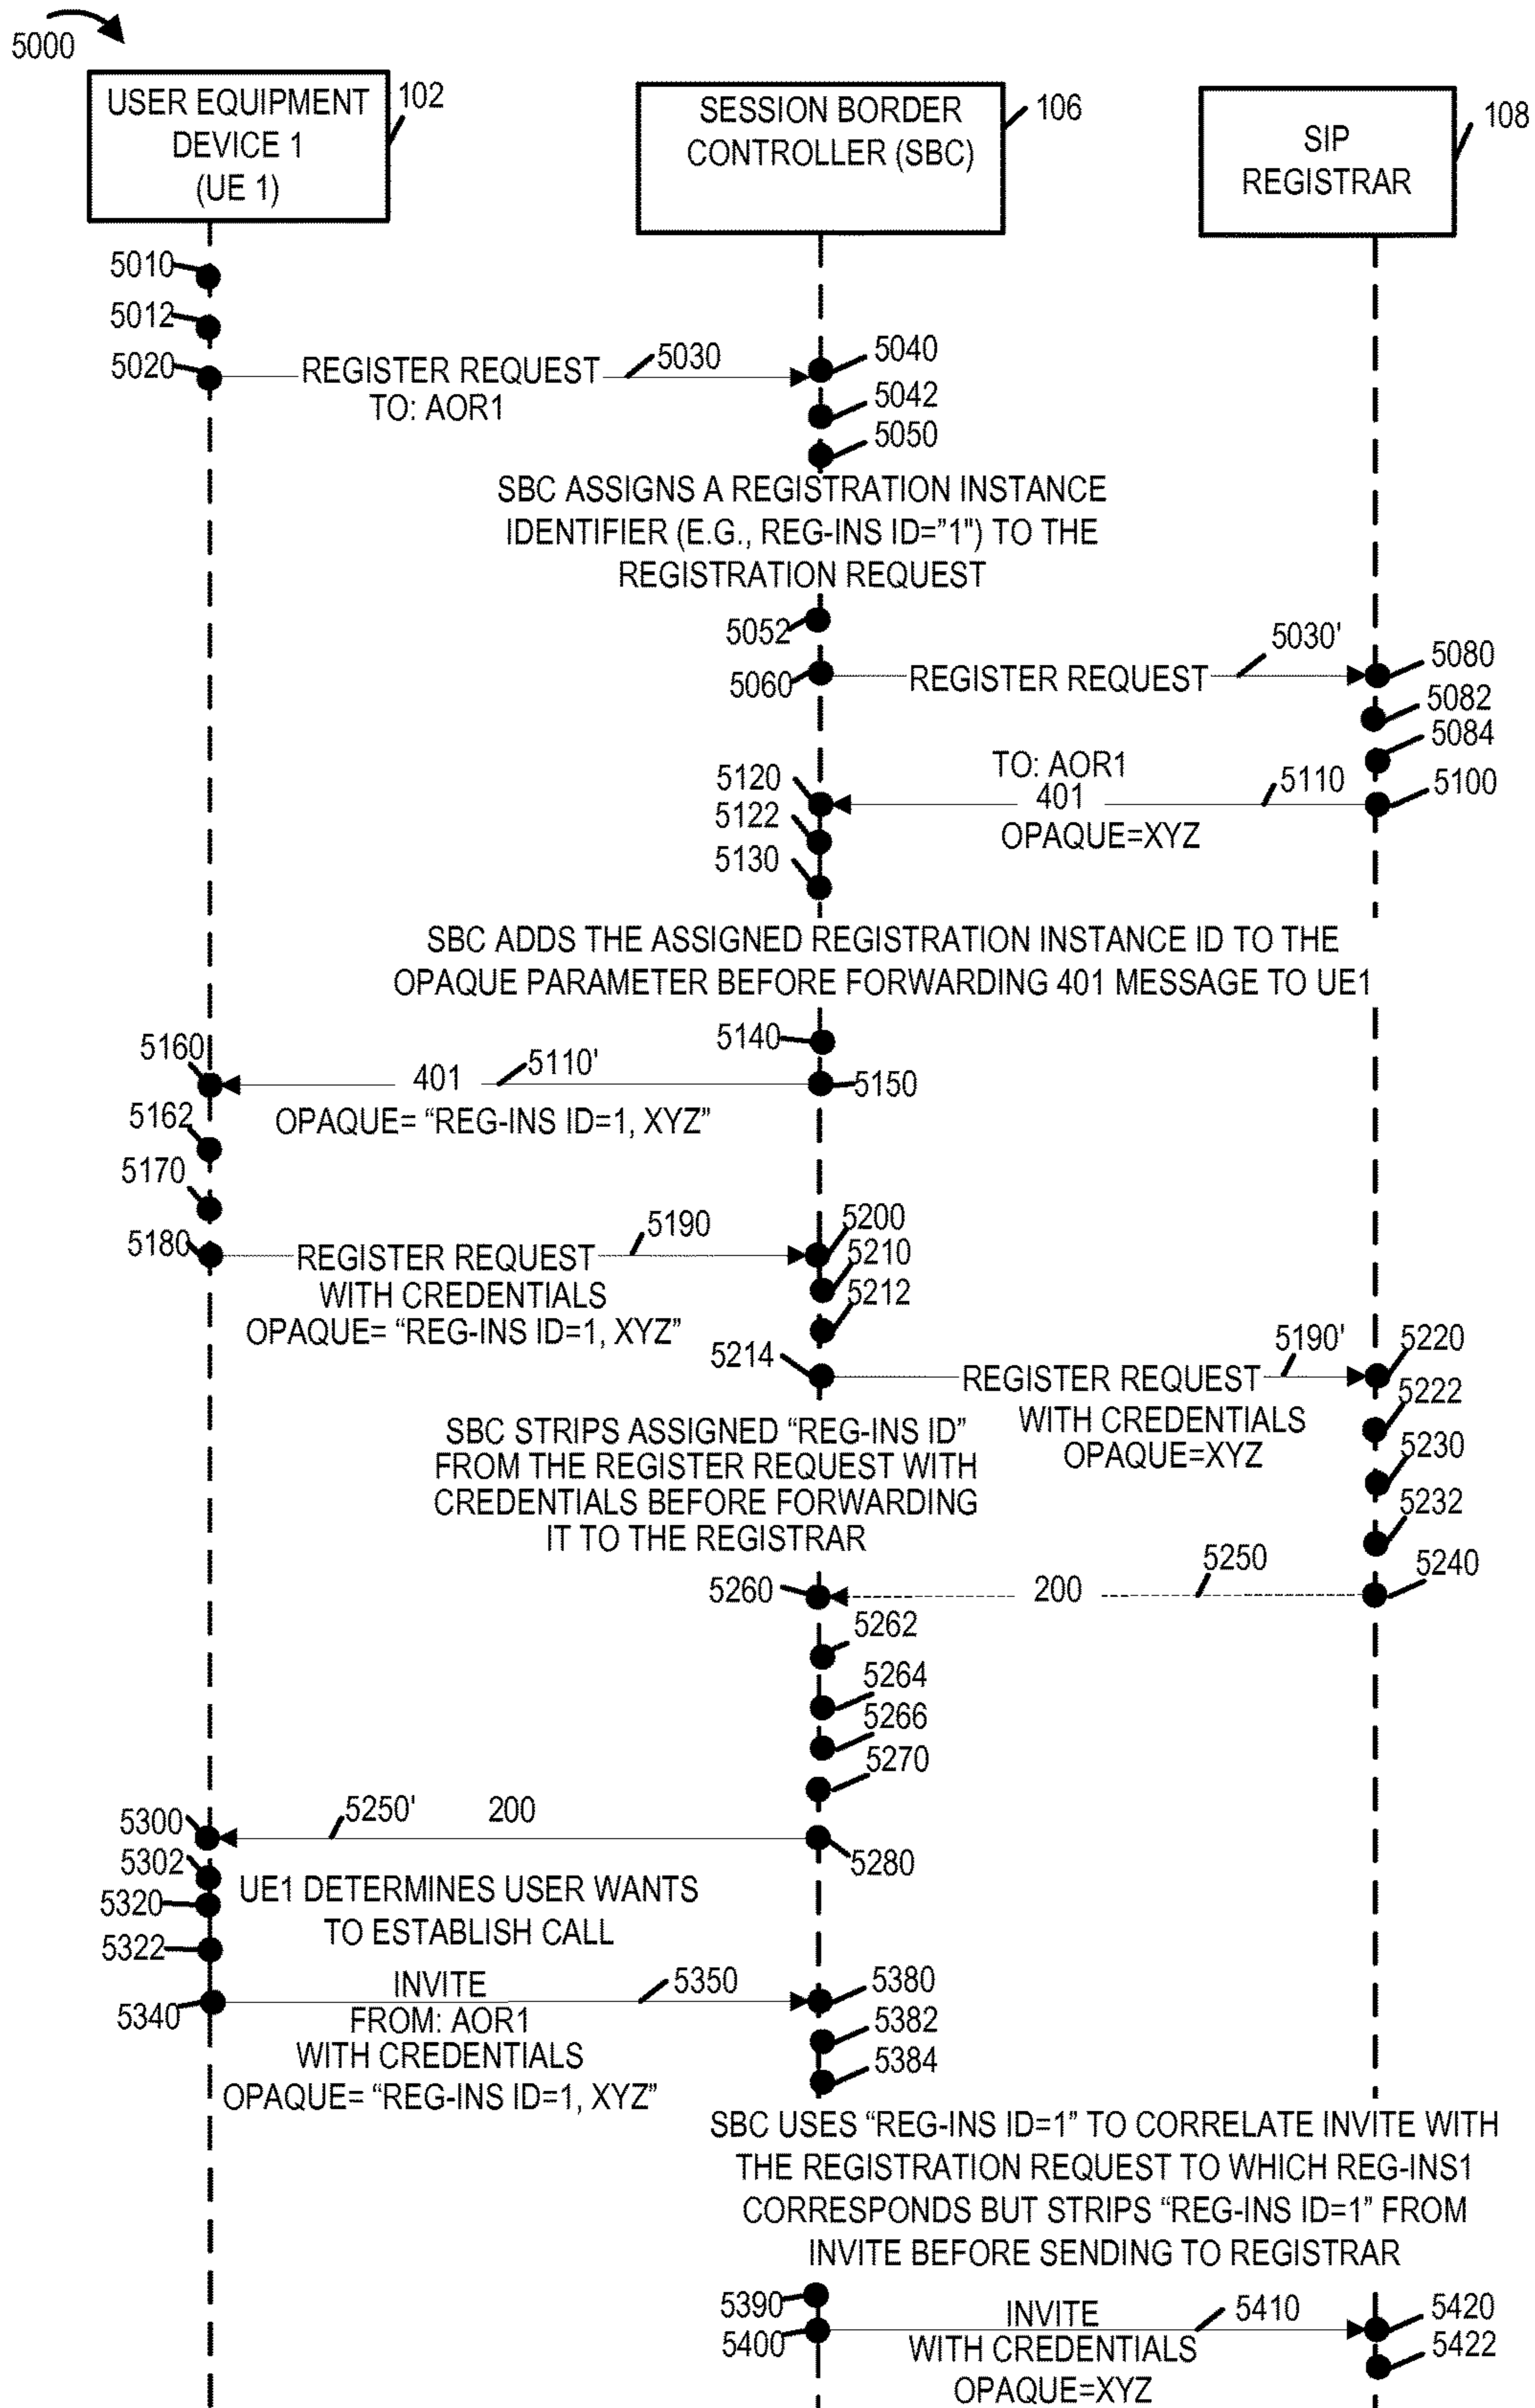 5000
USER EQUIPMENT
DEVICE 1
(UE 1)
102
SESSION BORDER
CONTROLLER (SBC)
106
SIP
REGISTRAR
108
5010
5012
5020
REGISTER REQUEST
TO: AOR1
5030
5040
5042
5050
SBC ASSIGNS A REGISTRATION INSTANCE
IDENTIFIER (E.G., REG-INS ID="1") TO THE
REGISTRATION REQUEST
5052
5060
REGISTER REQUEST
5030'
5080
5082
5084
TO: AOR1
401
OPAQUE=XYZ
5110
5100
5120
5122
5130
SBC ADDS THE ASSIGNED REGISTRATION INSTANCE ID TO THE
OPAQUE PARAMETER BEFORE FORWARDING 401 MESSAGE TO UE1
5140
5150
5160
401
5110'
OPAQUE= “REG-INS ID=1, XYZ”
5162
5170
5180
REGISTER REQUEST
WITH CREDENTIALS
OPAQUE= “REG-INS ID=1, XYZ”
5190
5200
5210
5212
5214
REGISTER REQUEST
WITH CREDENTIALS
OPAQUE=XYZ
5190'
5220
5222
5230
5232
SBC STRIPS ASSIGNED “REG-INS ID”
FROM THE REGISTER REQUEST WITH
CREDENTIALS BEFORE FORWARDING
IT TO THE REGISTRAR
5260
200
5250
5240
5262
5264
5266
5270
5300
5250'
200
5280
5302
5320
5322
UE1 DETERMINES USER WANTS
TO ESTABLISH CALL
5340
INVITE
FROM: AOR1
WITH CREDENTIALS
OPAQUE= “REG-INS ID=1, XYZ”
5350
5380
5382
5384
SBC USES “REG-INS ID=1” TO CORRELATE INVITE WITH
THE REGISTRATION REQUEST TO WHICH REG-INS1
CORRESPONDS BUT STRIPS “REG-INS ID=1” FROM
INVITE BEFORE SENDING TO REGISTRAR
5390
5400
INVITE
WITH CREDENTIALS
OPAQUE=XYZ
5410
5420
5422